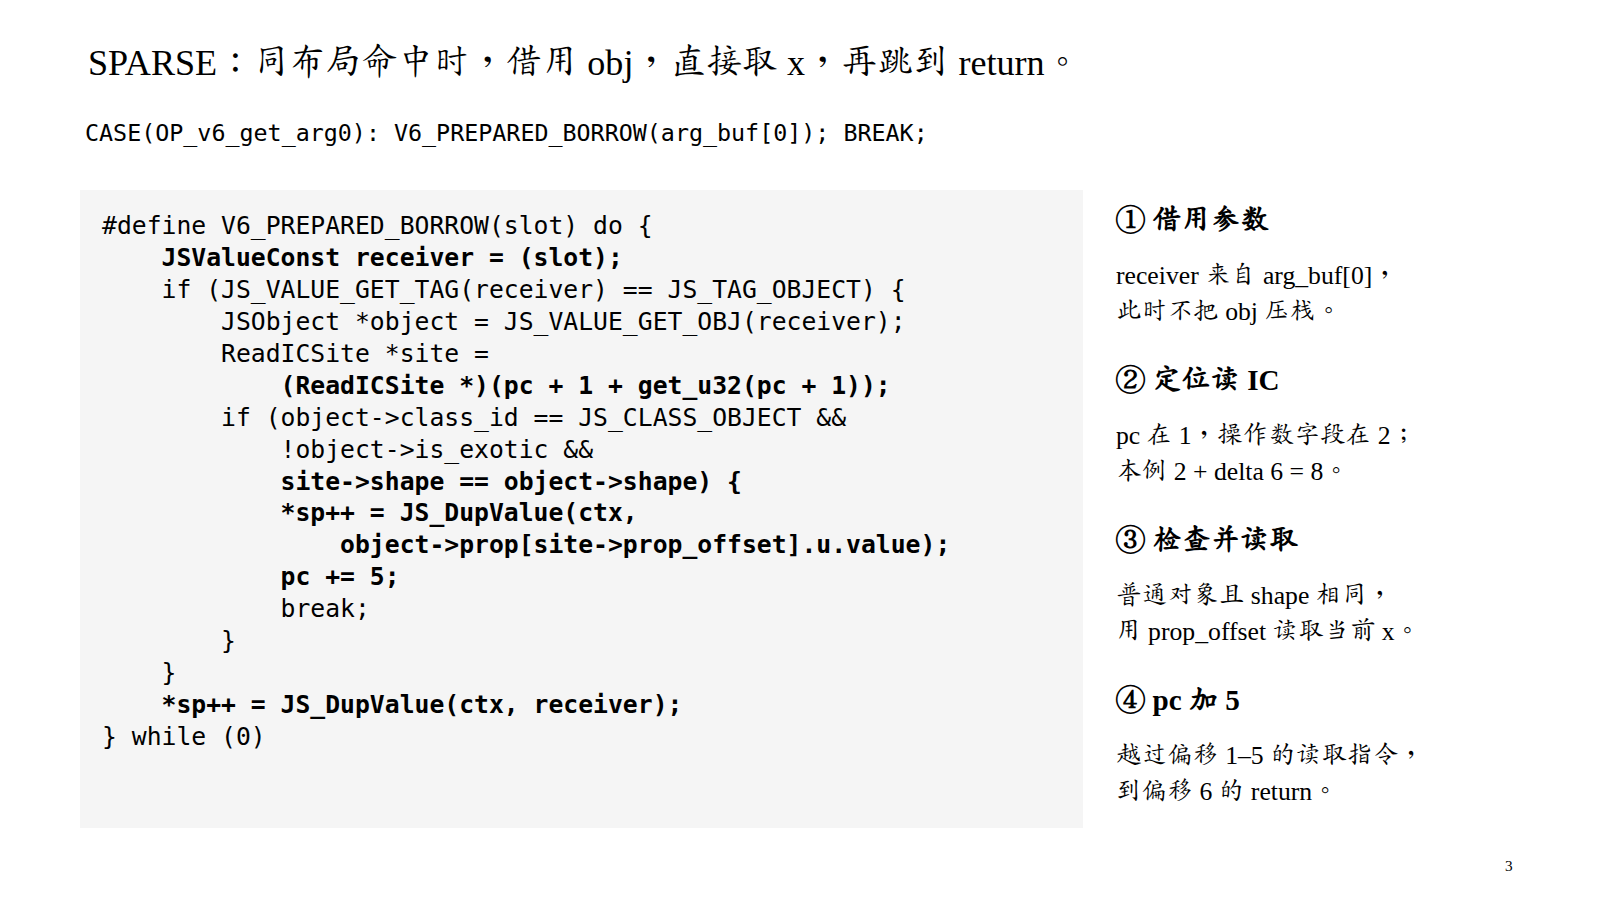 SPARSE：同布局命中时，借用 obj，直接取 x，再跳到 return。
CASE(OP_v6_get_arg0): V6_PREPARED_BORROW(arg_buf[0]); BREAK;
#define V6_PREPARED_BORROW(slot) do {
    JSValueConst receiver = (slot);
    if (JS_VALUE_GET_TAG(receiver) == JS_TAG_OBJECT) {
        JSObject *object = JS_VALUE_GET_OBJ(receiver);
        ReadICSite *site =
            (ReadICSite *)(pc + 1 + get_u32(pc + 1));
        if (object->class_id == JS_CLASS_OBJECT &&
            !object->is_exotic &&
            site->shape == object->shape) {
            *sp++ = JS_DupValue(ctx,
                object->prop[site->prop_offset].u.value);
            pc += 5;
            break;
        }
    }
    *sp++ = JS_DupValue(ctx, receiver);
} while (0)
① 借用参数
receiver 来自 arg_buf[0]，
此时不把 obj 压栈。
② 定位读 IC
pc 在 1，操作数字段在 2；
本例 2 + delta 6 = 8。
③ 检查并读取
普通对象且 shape 相同，
用 prop_offset 读取当前 x。
④ pc 加 5
越过偏移 1–5 的读取指令，
到偏移 6 的 return。
3